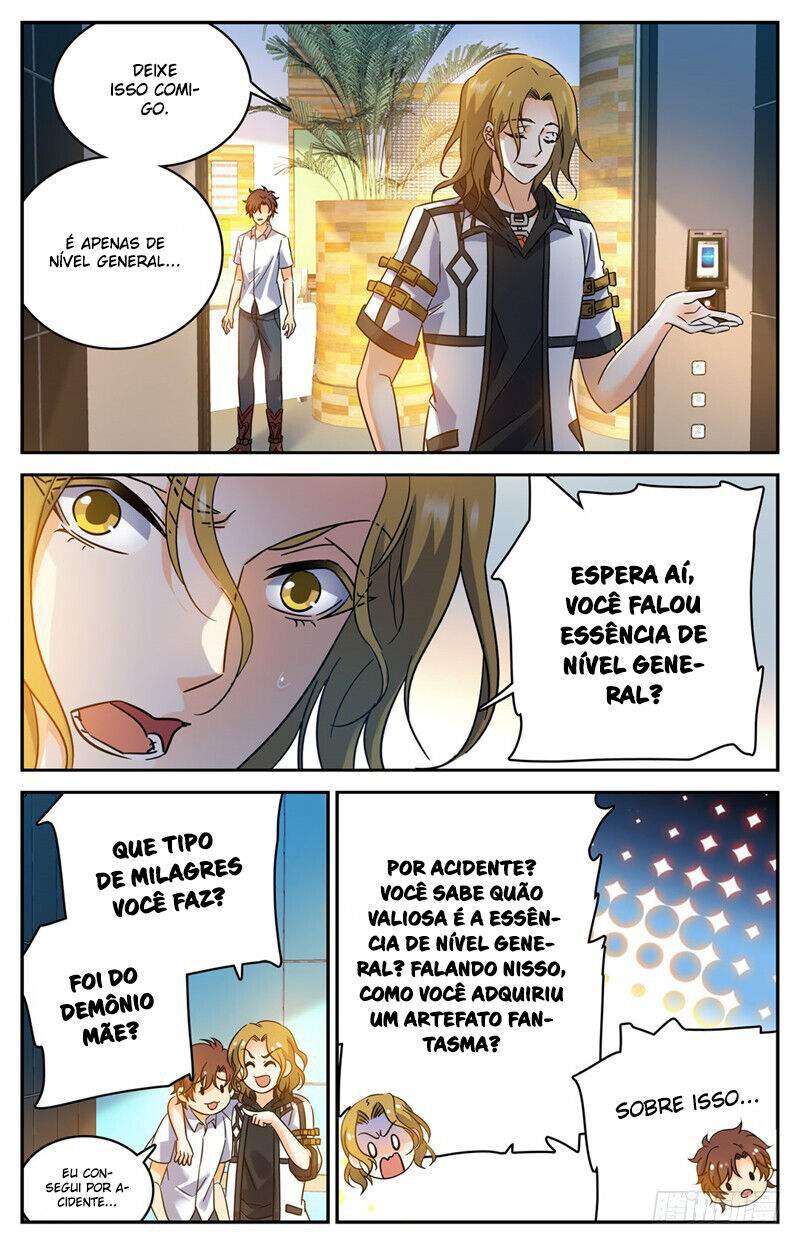 DEIXE
ISSO COMI-
GO.
É APENAS DE
NÍVEL GENERAL...
ESPERA AÍ,
VOCÊ FALOU
ESSÊNCIA DE
NÍVEL GENE-
RAL?
QUE TIPO
DE MILAGRES
VOCÊ FAZ?
FOI DO
DEMÔNIO
MÃE?
EU CON-
SEGUI POR A-
CIDENTE...
POR ACIDENTE?
VOCÊ SABE QUÃO
VALIOSA É A ESSÊN-
CIA DE NÍVEL GENE-
RAL? FALANDO NISSO,
COMO VOCÊ ADQUIRIU
UM ARTEFATO FAN-
TASMA?
SOBRE ISSO...